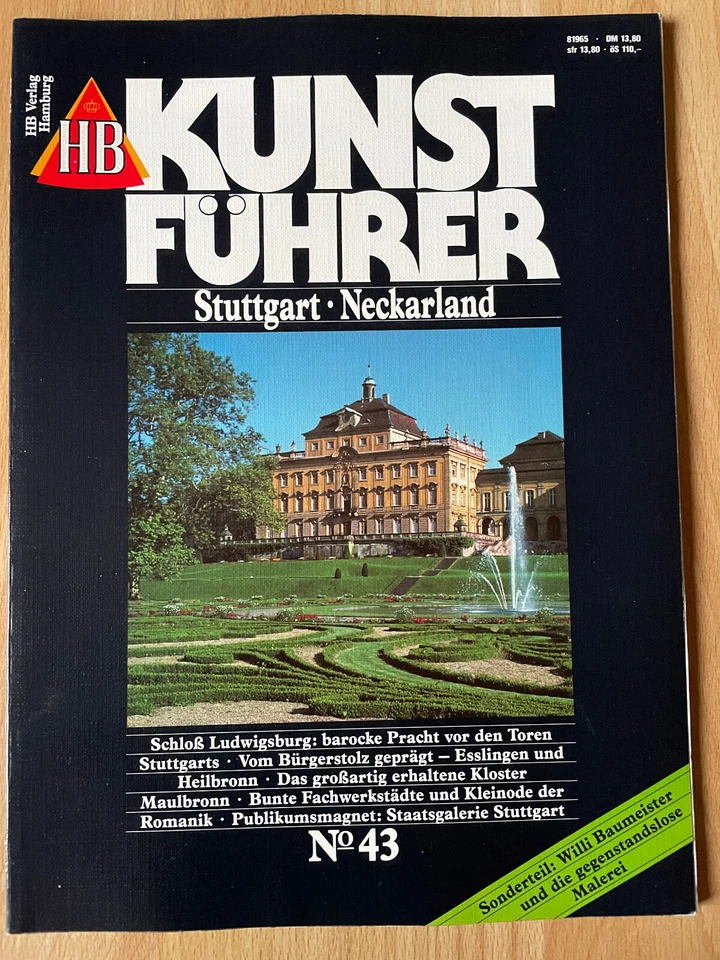 81965 · DM 13,80
sfr 13,80 · öS 110,–
HB Verlag
Hamburg
HB
KUNST
FÜHRER
Stuttgart · Neckarland
Schloß Ludwigsburg: barocke Pracht vor den Toren
Stuttgarts · Vom Bürgerstolz geprägt – Esslingen und
Heilbronn · Das großartig erhaltene Kloster
Maulbronn · Bunte Fachwerkstädte und Kleinode der
Romanik · Publikumsmagnet: Staatsgalerie Stuttgart
Nº 43
Sonderteil: Willi Baumeister
und die gegenstandslose
Malerei